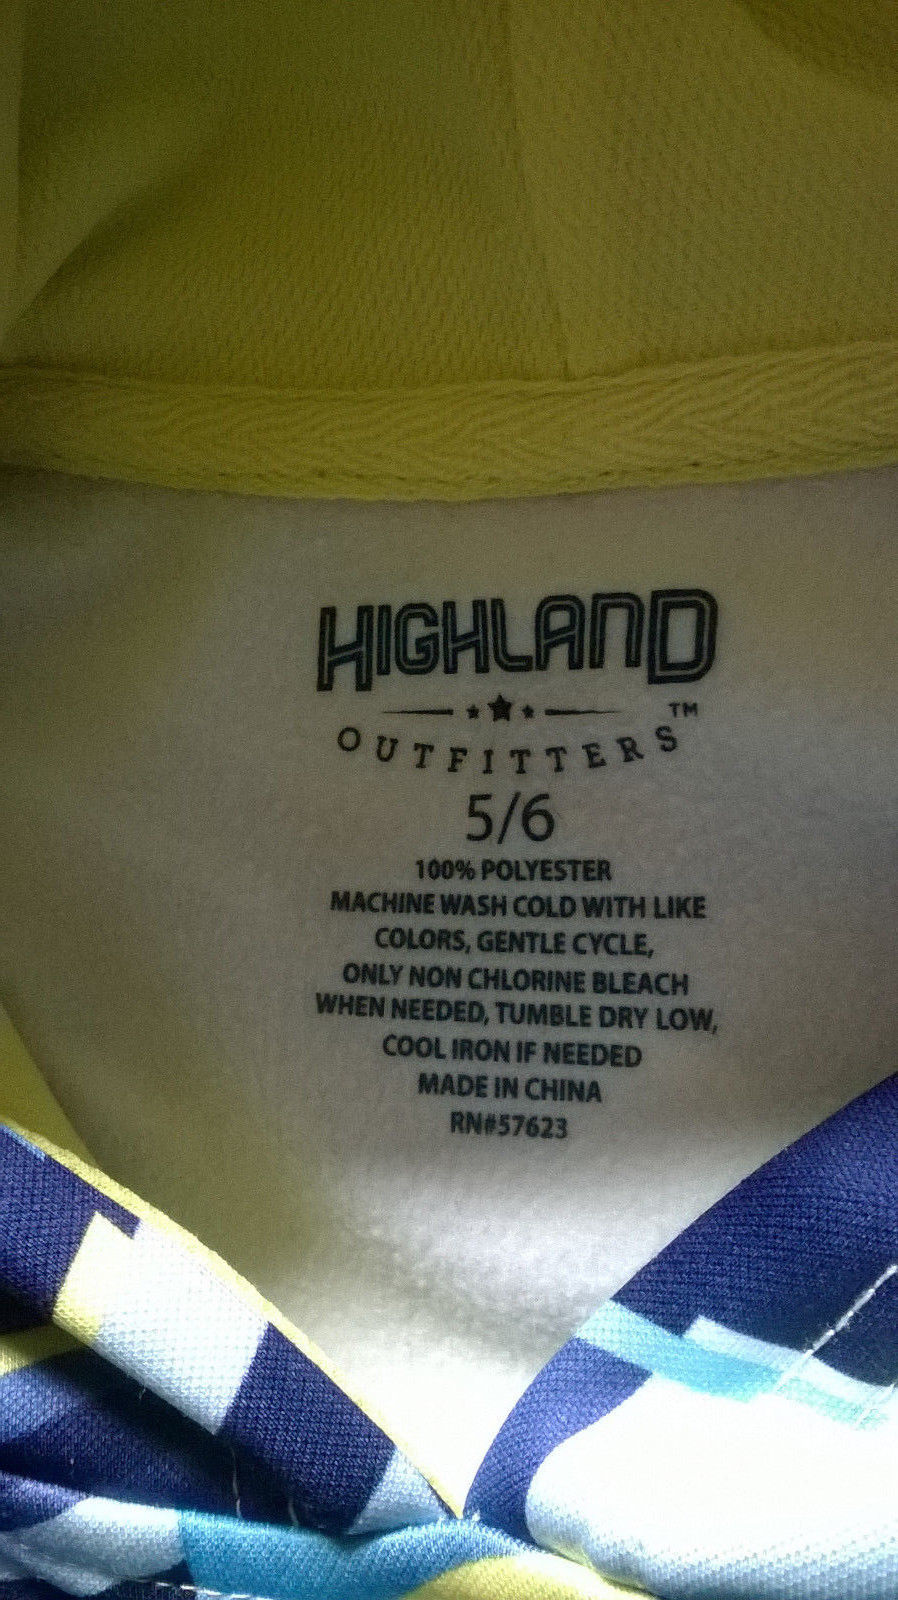 HIGHLAND
OUTFITTERS™
5/6
100% POLYESTER
MACHINE WASH COLD WITH LIKE
COLORS, GENTLE CYCLE,
ONLY NON CHLORINE BLEACH
WHEN NEEDED, TUMBLE DRY LOW,
COOL IRON IF NEEDED
MADE IN CHINA
RN#57623